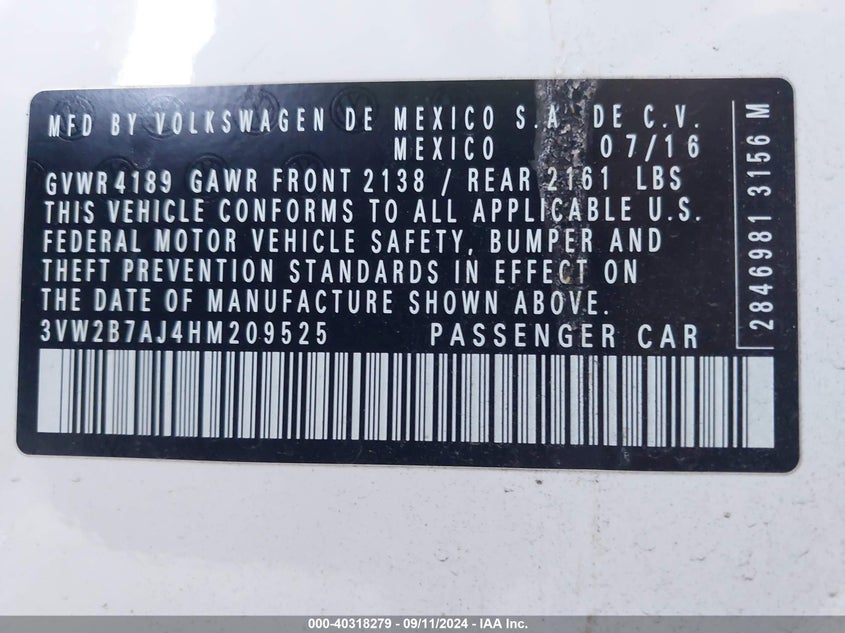 MFD BY VOLKSWAGEN DE MEXICO S.A. DE C.V.
MEXICO 07/16
GVWR 4189 GAWR FRONT 2138 / REAR 2161 LBS
THIS VEHICLE CONFORMS TO ALL APPLICABLE U.S.
FEDERAL MOTOR VEHICLE SAFETY, BUMPER AND
THEFT PREVENTION STANDARDS IN EFFECT ON
THE DATE OF MANUFACTURE SHOWN ABOVE.
3VW2B7AJ4HM209525 PASSENGER CAR
2846981 3156 M
000-40318279 - 09/11/2024 - IAA Inc.